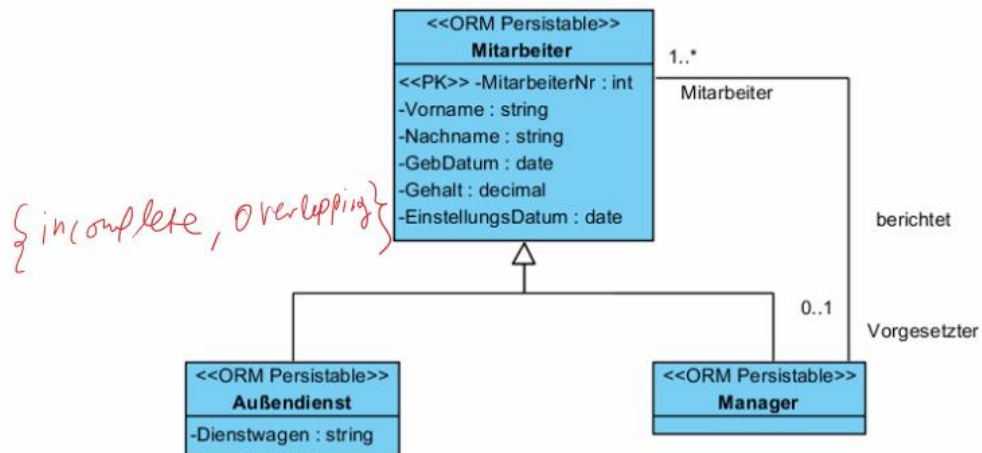 <<ORM Persistable>>
Mitarbeiter
<<PK>> -MitarbeiterNr : int
-Vorname : string
-Nachname : string
-GebDatum : date
-Gehalt : decimal
-EinstellungsDatum : date
1..*
Mitarbeiter
{incomplete, overlapping}
berichtet
0..1
Vorgesetzter
<<ORM Persistable>>
Außendienst
-Dienstwagen : string
<<ORM Persistable>>
Manager